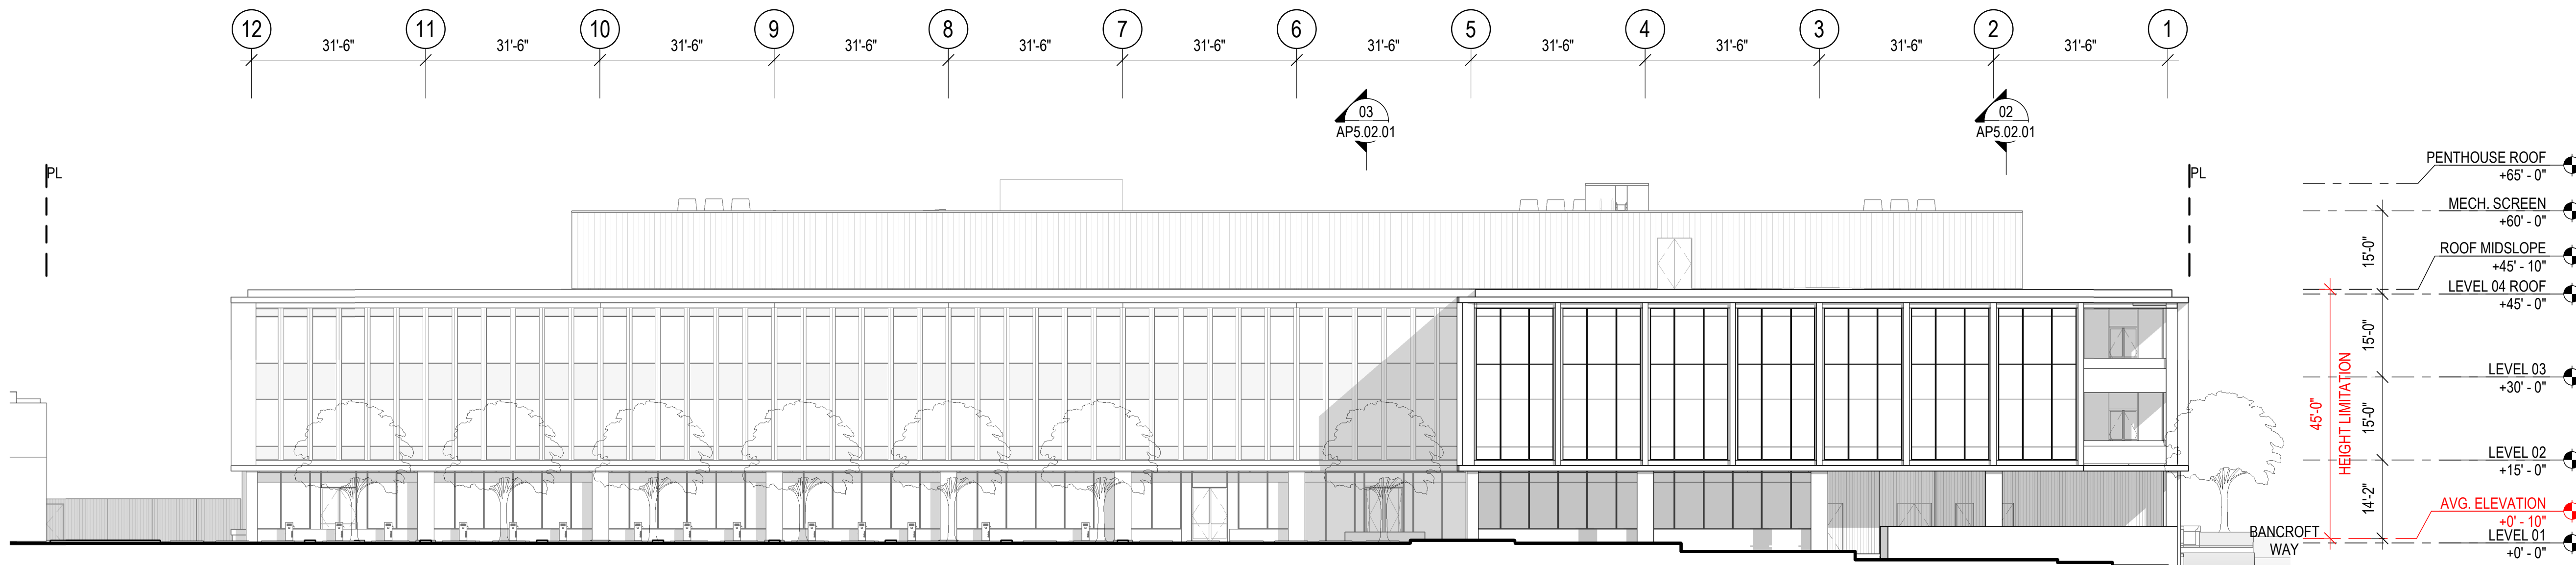 12 11 10 9 8 7 6 5 4 3 2 1
31'-6" 31'-6" 31'-6" 31'-6" 31'-6" 31'-6" 31'-6" 31'-6" 31'-6" 31'-6" 31'-6"
03
AP5.02.01
02
AP5.02.01
PL
PL
PENTHOUSE ROOF
+65' - 0"
MECH. SCREEN
+60' - 0"
ROOF MIDSLOPE
+45' - 10"
LEVEL 04 ROOF
+45' - 0"
LEVEL 03
+30' - 0"
LEVEL 02
+15' - 0"
AVG. ELEVATION
+0' - 10"
LEVEL 01
+0' - 0"
15'-0"
15'-0"
15'-0"
14'-2"
45'-0"
HEIGHT LIMITATION
BANCROFT
WAY